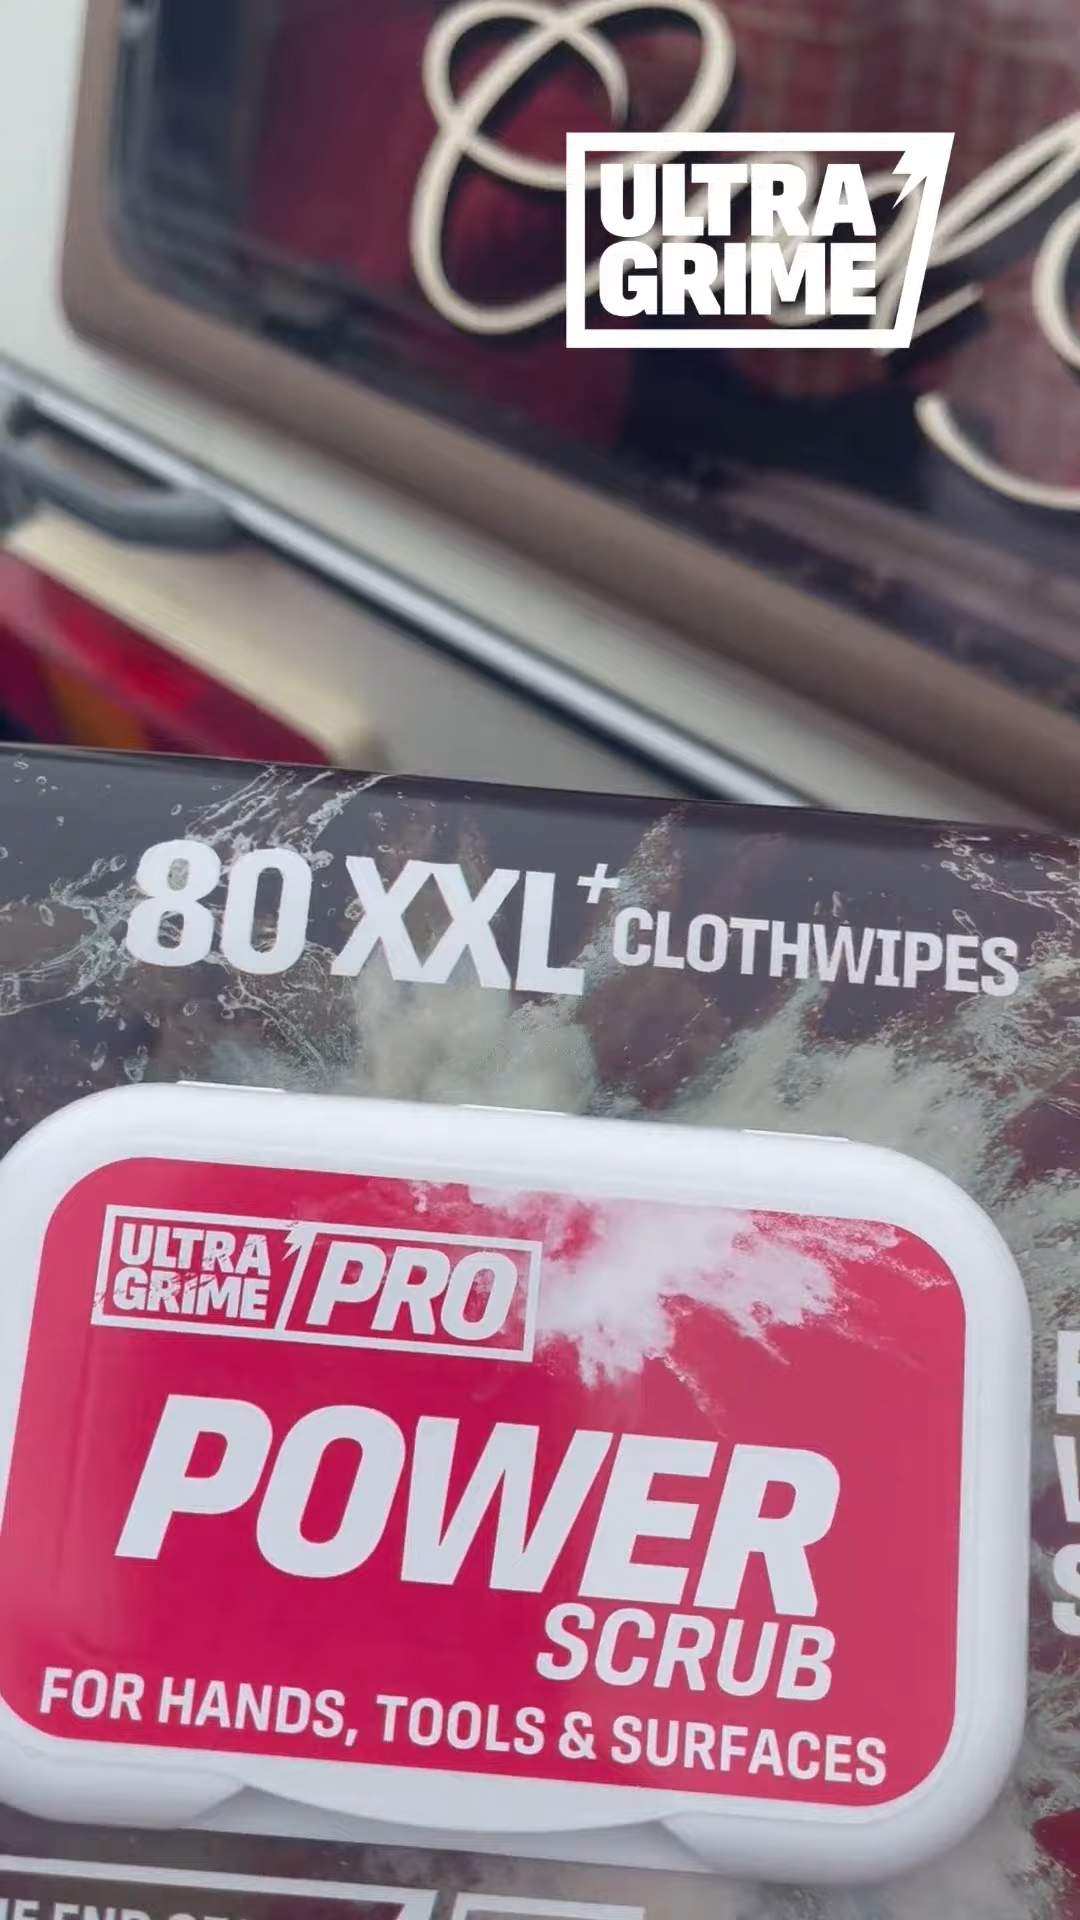 ULTRA
GRIME
80 XXL+ CLOTHWIPES
ULTRA
GRIME
PRO
POWER
SCRUB
FOR HANDS, TOOLS & SURFACES